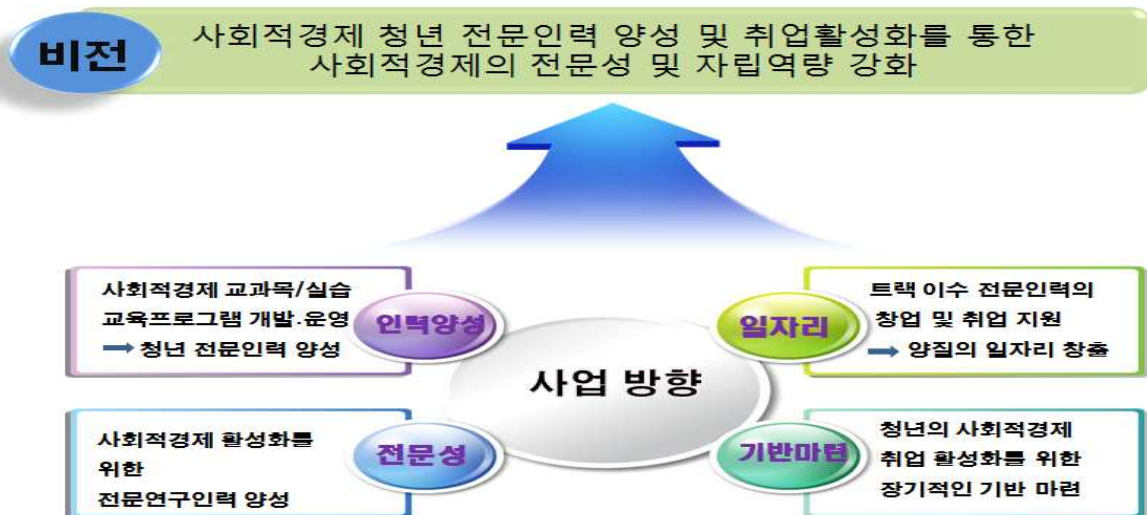 비전
사회적경제 청년 전문인력 양성 및 취업활성화를 통한
사회적경제의 전문성 및 자립역량 강화
사회적경제 교과목/실습
교육프로그램 개발·운영
➡ 청년 전문인력 양성
인력양성
일자리
트랙 이수 전문인력의
창업 및 취업 지원
➡ 양질의 일자리 창출
사업 방향
사회적경제 활성화를
위한
전문연구인력 양성
전문성
기반마련
청년의 사회적경제
취업 활성화를 위한
장기적인 기반 마련